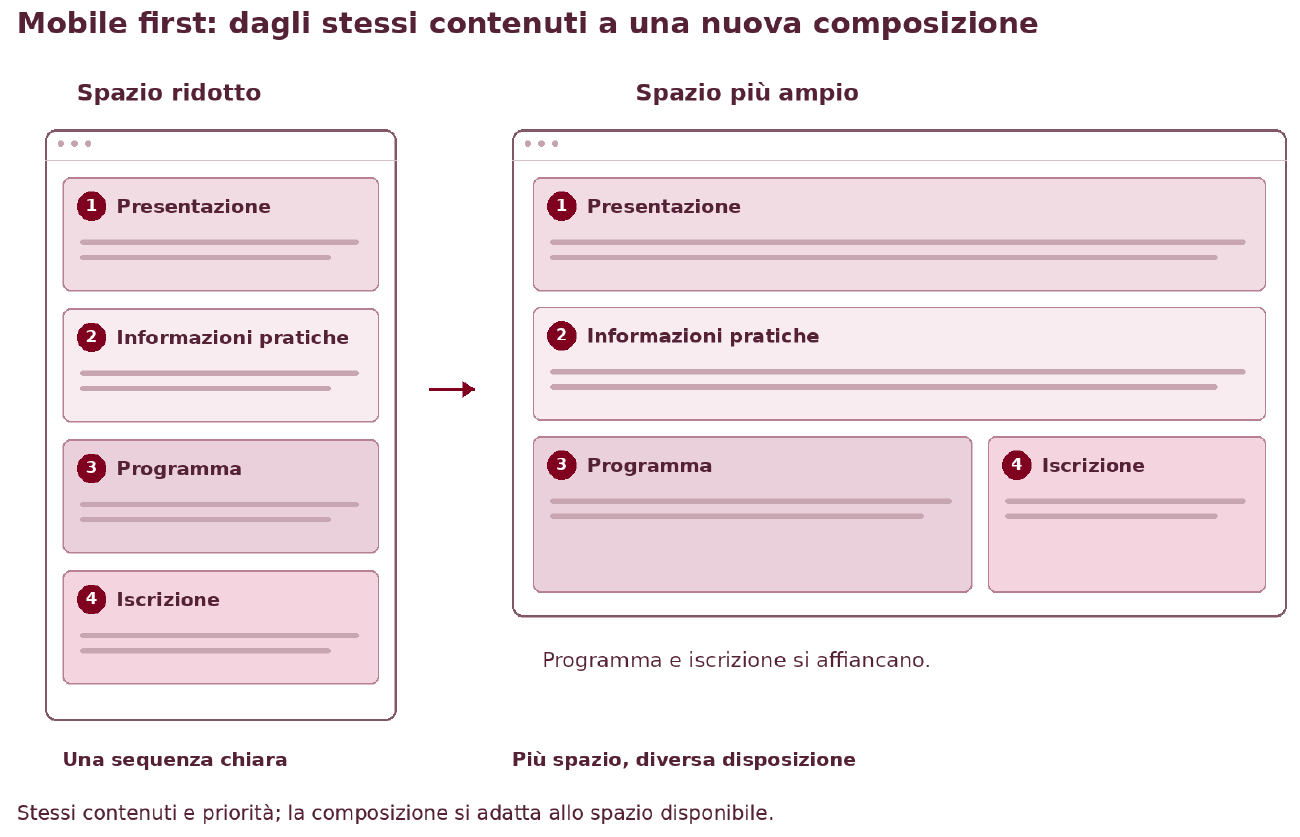 Mobile first: dagli stessi contenuti a una nuova composizione
Spazio ridotto
1 Presentazione
2 Informazioni pratiche
3 Programma
4 Iscrizione
Una sequenza chiara
Spazio più ampio
1 Presentazione
2 Informazioni pratiche
3 Programma
4 Iscrizione
Programma e iscrizione si affiancano.
Più spazio, diversa disposizione
Stessi contenuti e priorità; la composizione si adatta allo spazio disponibile.